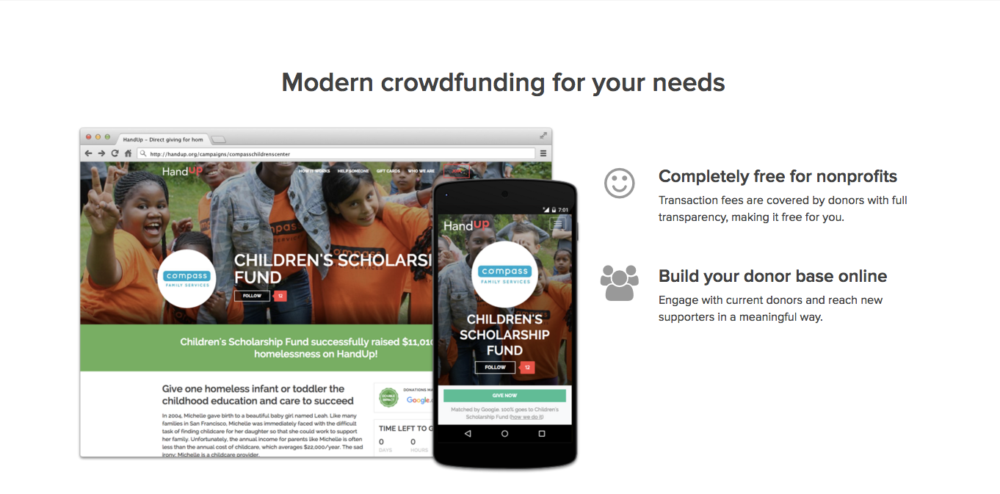 Modern crowdfunding for your needs
HandUp – Direct giving for hom
http://handup.org/campaigns/compasschildrenscenter
HandUP
HOW IT WORKS HELP SOMEONE GIFT CARDS WHO WE ARE
compass
FAMILY SERVICES
CHILDREN'S SCHOLARSHI
FUND
FOLLOW 12
Children's Scholarship Fund successfully raised $11,010
homelessness on HandUp!
Give one homeless infant or toddler the
childhood education and care to succeed
In 2004, Michelle gave birth to a beautiful baby girl named Leah. Like many
families in San Francisco, Michelle was immediately faced with the difficult
task of finding childcare for her daughter so that she could work to support
her family. Unfortunately, the annual income for parents like Michelle is often
less than the annual cost of childcare, which averages $22,000/year. The sad
irony: Michelle is a childcare provider.
DOUBLE
IMPACT
DONATIONS MA
Google.
TIME LEFT TO G
0 0
DAYS HOURS
7:01
HandUP
compass
FAMILY SERVICES
CHILDREN'S
SCHOLARSHIP
FUND
FOLLOW 12
GIVE NOW
Matched by Google. 100% goes to Children's
Scholarship Fund (how we do it)
Completely free for nonprofits
Transaction fees are covered by donors with full
transparency, making it free for you.
Build your donor base online
Engage with current donors and reach new
supporters in a meaningful way.